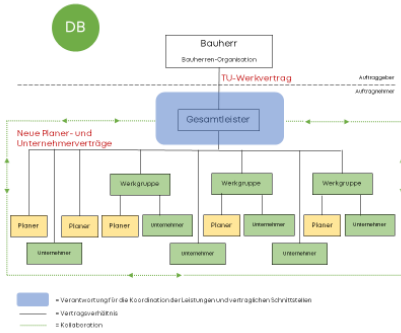 DB
Bauherr
Bauherren-Organisation
TU-Werkvertrag
Auftraggeber
Auftragnehmer
Gesamtleister
Neue Planer- und
Unternehmerverträge
Werkgruppe
Werkgruppe
Werkgruppe
Planer
Planer
Planer
Unternehmer
Planer
Unternehmer
Planer
Unternehmer
Unternehmer
Unternehmer
Unternehmer
= Verantwortung für die Koordination der Leistungen und vertraglichen Schnittstellen
= Vertragsverhältnis
= Kollaboration